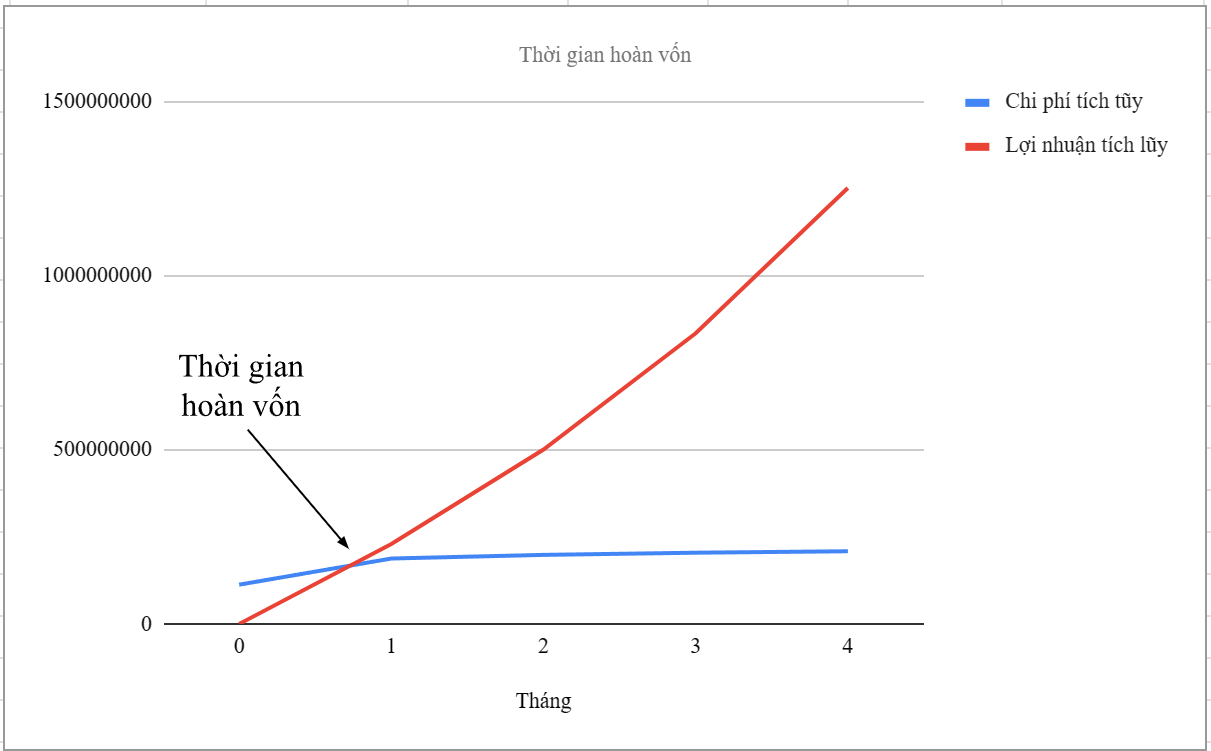 Thời gian hoàn vốn
1500000000
1000000000
500000000
0
Thời gian
hoàn vốn
0 1 2 3 4
Tháng
Chi phí tích tũy
Lợi nhuận tích lũy